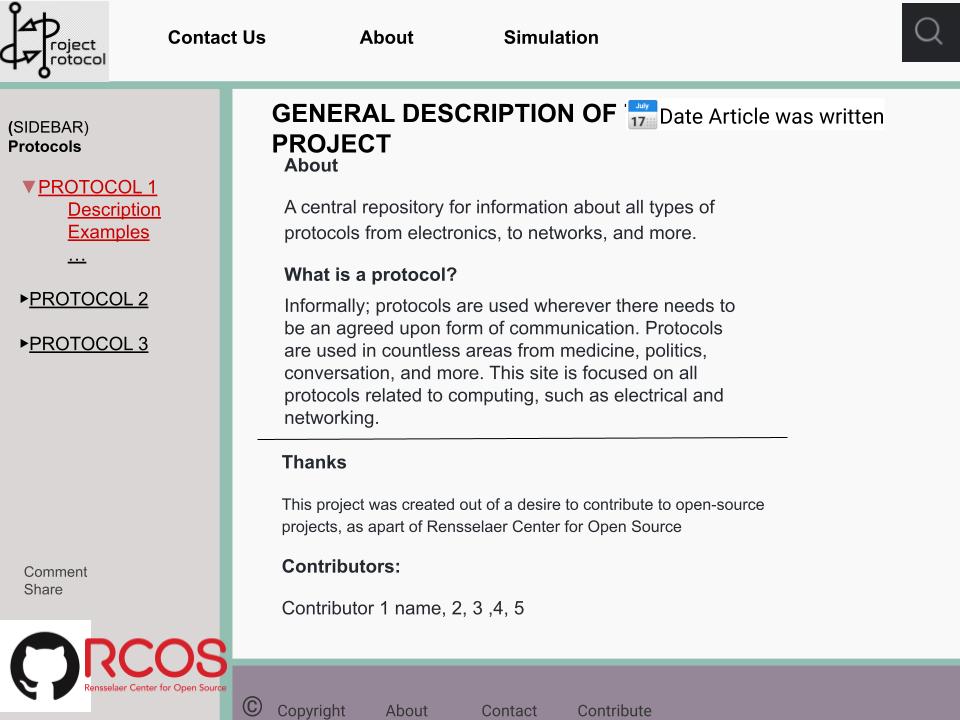 roject
rotocol
Contact Us
About
Simulation
(SIDEBAR)
Protocols
▼PROTOCOL 1
Description
Examples
...
▶PROTOCOL 2
▶PROTOCOL 3
Comment
Share
RCOS
Rensselaer Center for Open Source
GENERAL DESCRIPTION OF
PROJECT
July
17
Date Article was written
About
A central repository for information about all types of
protocols from electronics, to networks, and more.
What is a protocol?
Informally; protocols are used wherever there needs to
be an agreed upon form of communication. Protocols
are used in countless areas from medicine, politics,
conversation, and more. This site is focused on all
protocols related to computing, such as electrical and
networking.
Thanks
This project was created out of a desire to contribute to open-source
projects, as apart of Rensselaer Center for Open Source
Contributors:
Contributor 1 name, 2, 3 ,4, 5
© Copyright
About
Contact
Contribute